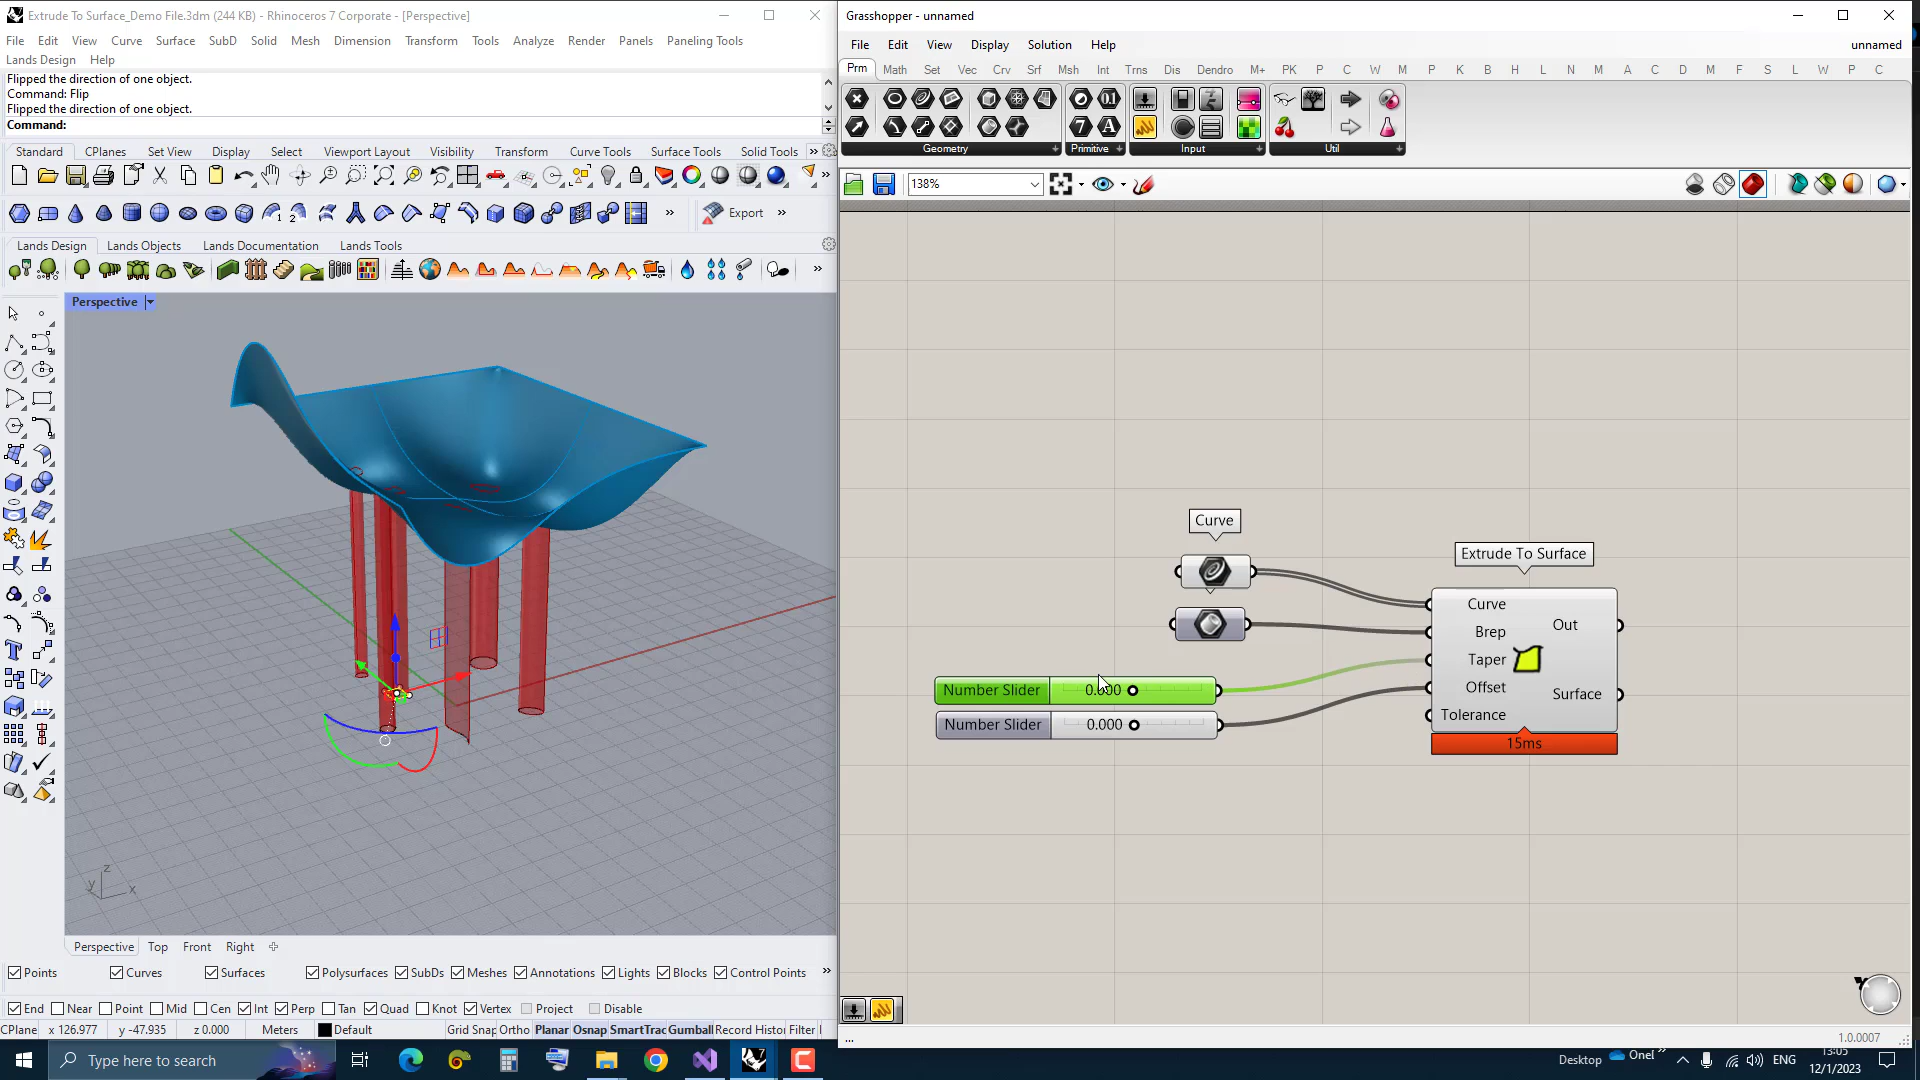 Extrude To Surface_Demo File.3dm (244 KB) - Rhinoceros 7 Corporate - [Perspective]
File Edit View Curve Surface SubD Solid Mesh Dimension Transform Tools Analyze Render Panels Paneling Tools
Lands Design Help
Flipped the direction of one object.
Command: Flip
Flipped the direction of one object.
Command:
Standard CPlanes Set View Display Select Viewport Layout Visibility Transform Curve Tools Surface Tools Solid Tools
Export
Lands Design Lands Objects Lands Documentation Lands Tools
Perspective
z
y x
Perspective Top Front Right
Points Curves Surfaces Polysurfaces SubDs Meshes Annotations Lights Blocks Control Points
End Near Point Mid Cen Int Perp Tan Quad Knot Vertex Project Disable
CPlane x 126.977 y -47.935 z 0.000 Meters Default Grid Snap Ortho Planar Osnap SmartTrac Gumball Record Histo Filter
Grasshopper - unnamed
File Edit View Display Solution Help unnamed
Prm Math Set Vec Crv Srf Msh Int Trns Dis Dendro M+ PK P C W M P K B H L N M A C D M F S L W P C
Geometry Primitive Input Util
138%
Curve
Extrude To Surface
Curve
Brep
Taper
Offset
Tolerance
Out
Surface
15ms
Number Slider 0.000
Number Slider 0.000
...
1.0.0007
Type here to search
Desktop OneI ENG
13:05
12/1/2023